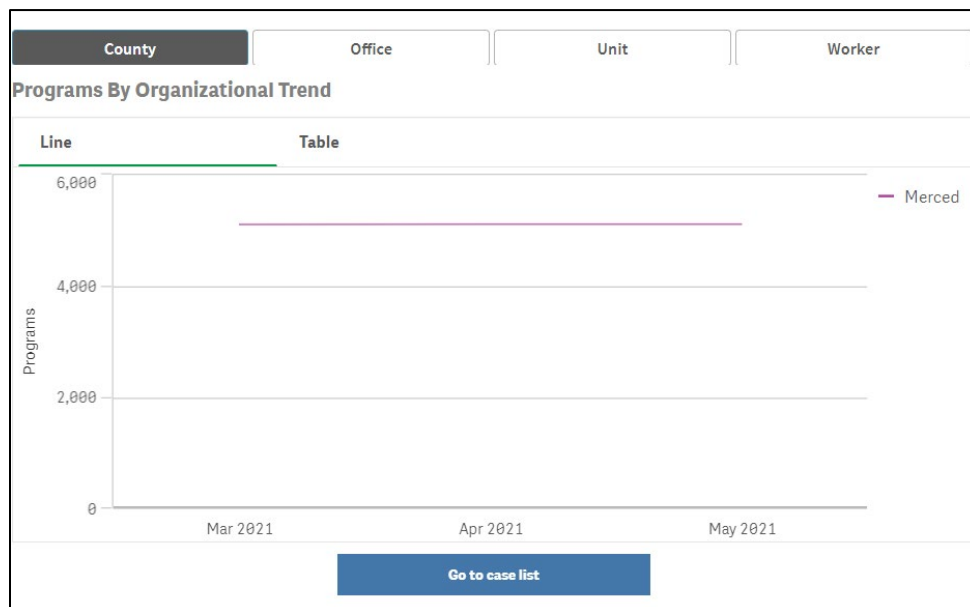 County Office Unit Worker
Programs By Organizational Trend
Line Table
6,000
Merced
4,000
Programs
2,000
0
Mar 2021 Apr 2021 May 2021
Go to case list